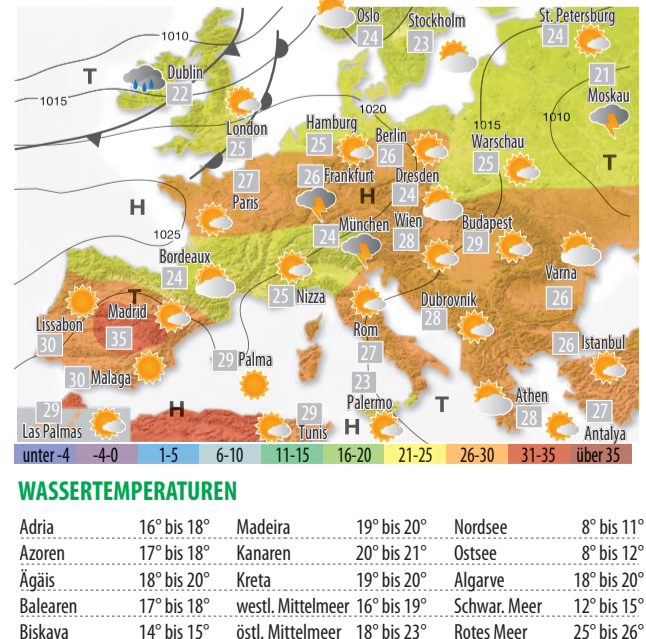 Oslo
24
Stockholm
23
St. Petersburg
24
1010
T
Dublin
22
21
Moskau
1015
1020
1015
1010
London
25
Hamburg
25
Berlin
26
Warschau
25
T
27
Paris
26 Frankfurt
Dresden
24
H
H
24
München
Wien
28
Budapest
29
1025
Bordeaux
24
25 Nizza
Varna
26
T
Lissabon
30
Madrid
35
Dubrovnik
28
Rom
27
26 Istanbul
29 Palma
30 Malaga
23
Palermo
T
Athen
28
27
Antalya
29
Las Palmas
H
29
Tunis
H
unter -4 -4-0 1-5 6-10 11-15 16-20 21-25 26-30 31-35 über 35
WASSERTEMPERATUREN
Adria 16° bis 18° Madeira 19° bis 20° Nordsee 8° bis 11°
Azoren 17° bis 18° Kanaren 20° bis 21° Ostsee 8° bis 12°
Ägäis 18° bis 20° Kreta 19° bis 20° Algarve 18° bis 20°
Balearen 17° bis 18° westl. Mittelmeer 16° bis 19° Schwar. Meer 12° bis 15°
Biskaya 14° bis 15° östl. Mittelmeer 18° bis 23° Rotes Meer 25° bis 26°